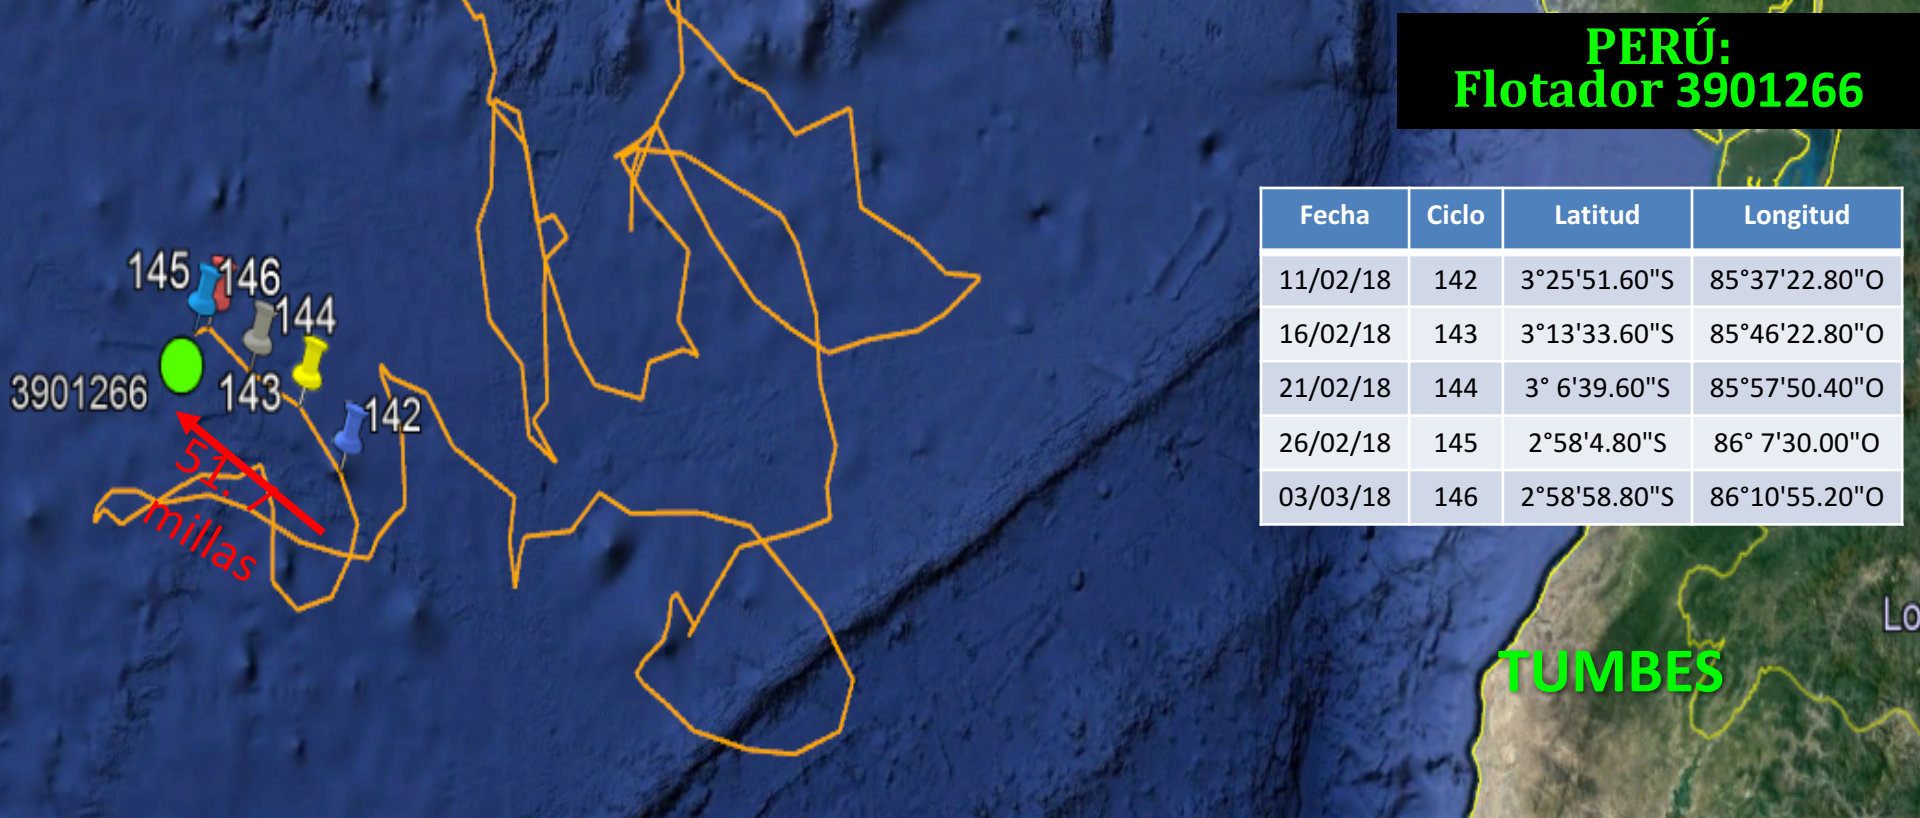 PERÚ:
Flotador 3901266
Fecha Ciclo Latitud Longitud
11/02/18 142 3°25'51.60"S 85°37'22.80"O
16/02/18 143 3°13'33.60"S 85°46'22.80"O
21/02/18 144 3° 6'39.60"S 85°57'50.40"O
26/02/18 145 2°58'4.80"S 86° 7'30.00"O
03/03/18 146 2°58'58.80"S 86°10'55.20"O
145
146
144
3901266
143
142
51.7
millas
TUMBES
Lo